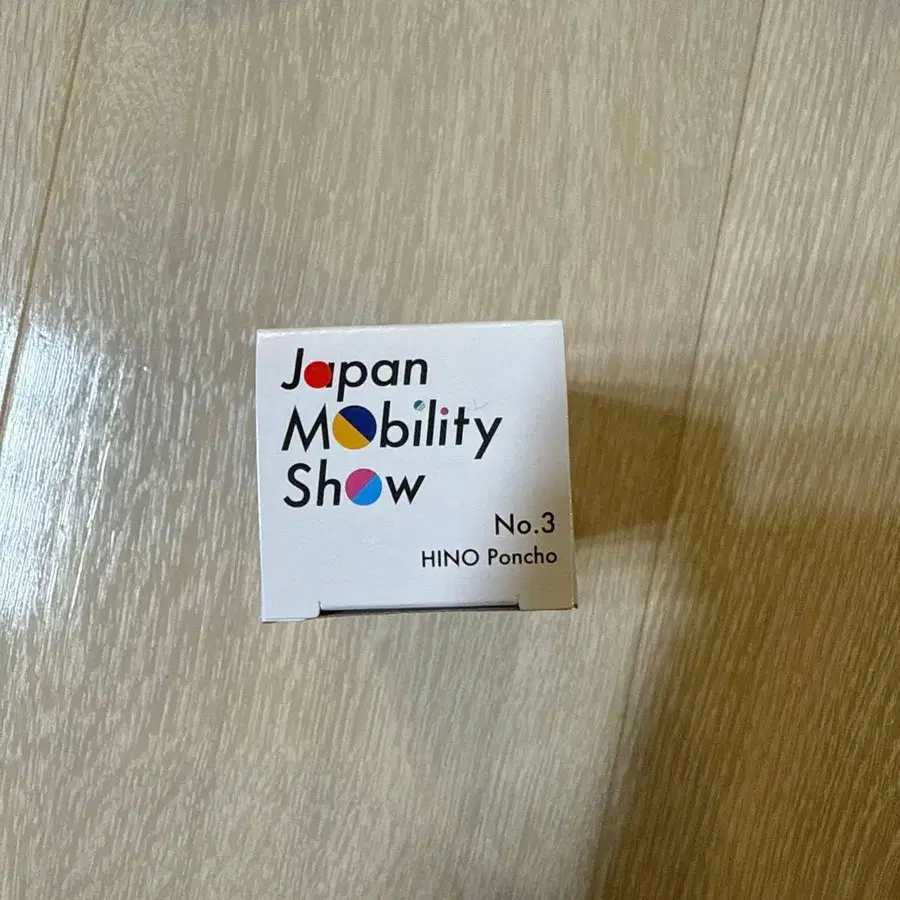 Japan
Mobility
Show
No.3
HINO Poncho